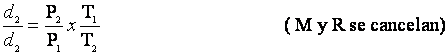 d₂/d₂ = P₂/P₁ x T₁/T₂ ( M y R se cancelan)